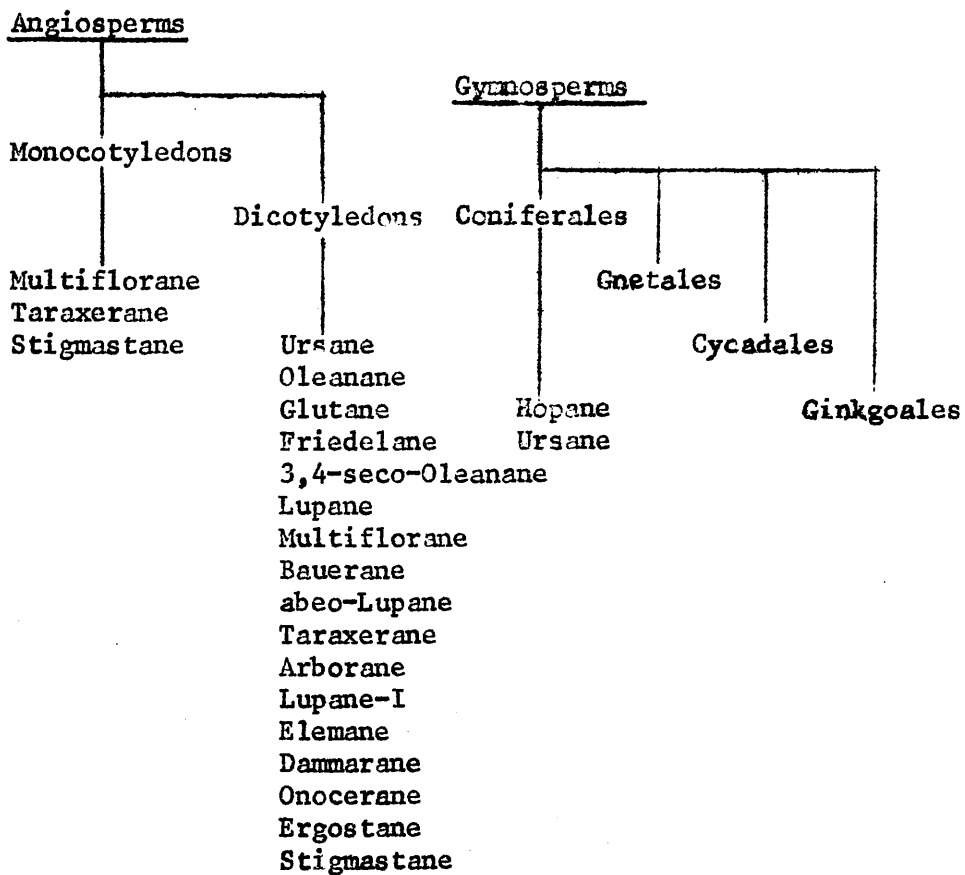 Angiosperms
Gymnosperms
Monocotyledons
Dicotyledons
Coniferales
Multiflorane
Taraxerane
Stigmastane
Gnetales
Ursane
Oleanane
Glutane
Friedelane
3,4-seco-Oleanane
Lupane
Multiflorane
Bauerane
abeo-Lupane
Taraxerane
Arborane
Lupane-I
Elemane
Dammarane
Onocerane
Ergostane
Stigmastane
Hopane
Ursane
Cycadales
Ginkgoales